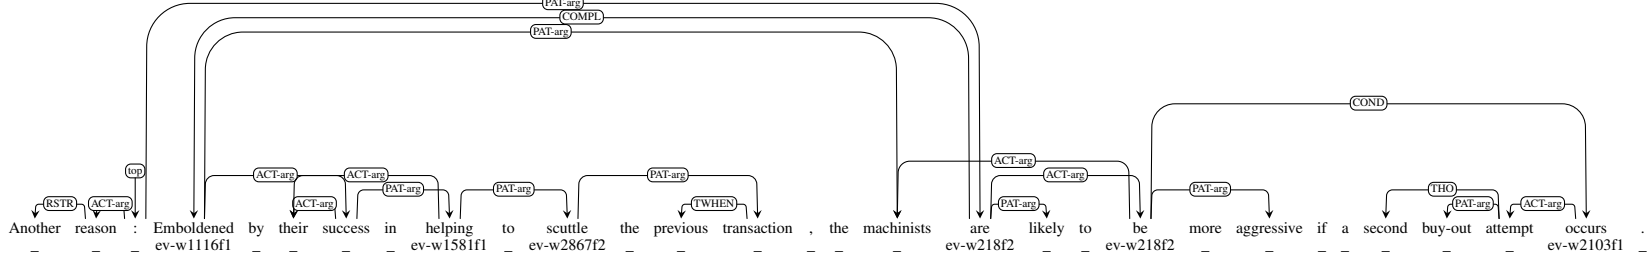 PAT-arg
COMPL
PAT-arg
COND
ACT-arg
top ACT-arg ACT-arg PAT-arg ACT-arg
PAT-arg PAT-arg PAT-arg THO
RSTR ACT-arg ACT-arg TWHEN PAT-arg PAT-arg ACT-arg
Another reason : Emboldened by their success in helping to scuttle the previous transaction , the machinists are likely to be more aggressive if a second buy-out attempt occurs .
_ _ _ ev-w1116f1 _ _ _ _ ev-w1581f1 _ ev-w2867f2 _ _ _ _ _ _ ev-w218f2 _ _ ev-w218f2 _ _ _ _ _ _ _ ev-w2103f1 _